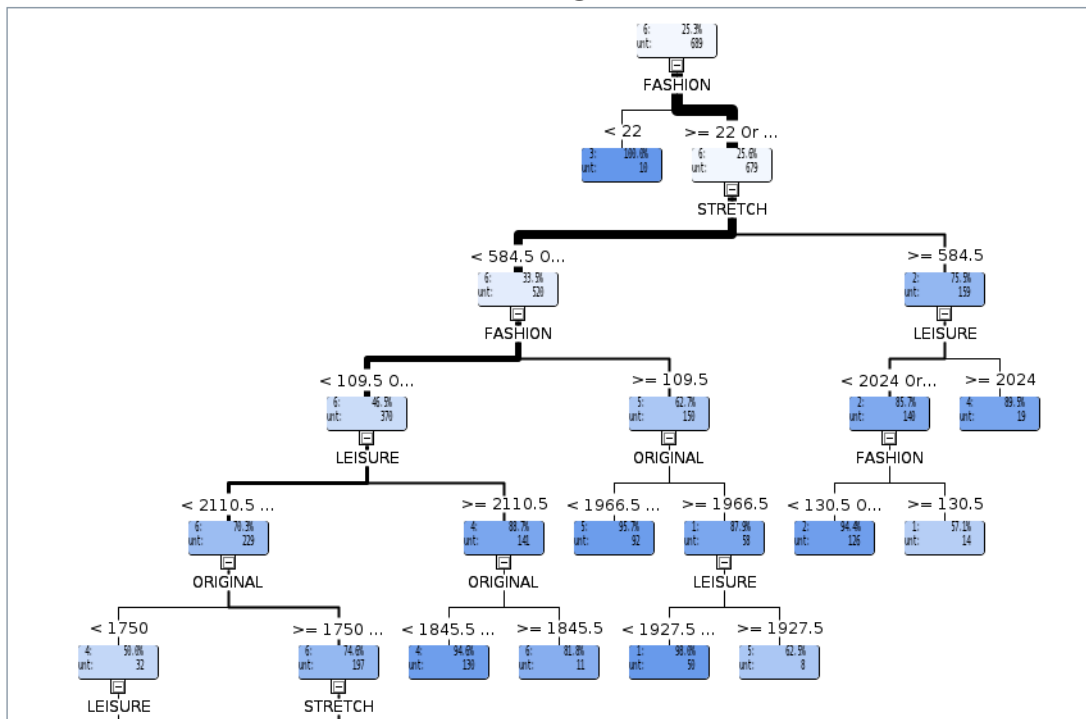 6: 25.3%
unt: 689
FASHION
< 22 >= 22 Or ...
3: 100.0% 6: 25.6%
unt: 10 unt: 679
STRETCH
< 584.5 O... >= 584.5
6: 33.5% 2: 75.5%
unt: 520 unt: 159
FASHION LEISURE
< 109.5 O... >= 109.5 < 2024 Or... >= 2024
6: 46.5% 5: 62.7% 2: 85.7% 4: 89.5%
unt: 370 unt: 150 unt: 140 unt: 19
LEISURE ORIGINAL FASHION
< 2110.5 ... >= 2110.5 < 1966.5 ... >= 1966.5 < 130.5 O... >= 130.5
6: 70.3% 4: 88.7% 5: 95.7% 1: 87.9% 2: 94.4% 1: 57.1%
unt: 229 unt: 141 unt: 92 unt: 58 unt: 126 unt: 14
ORIGINAL ORIGINAL LEISURE
< 1750 >= 1750 ... < 1845.5 ... >= 1845.5 < 1927.5 ... >= 1927.5
4: 50.0% 6: 74.6% 4: 94.6% 6: 81.8% 1: 98.0% 5: 62.5%
unt: 32 unt: 197 unt: 130 unt: 11 unt: 50 unt: 8
LEISURE STRETCH